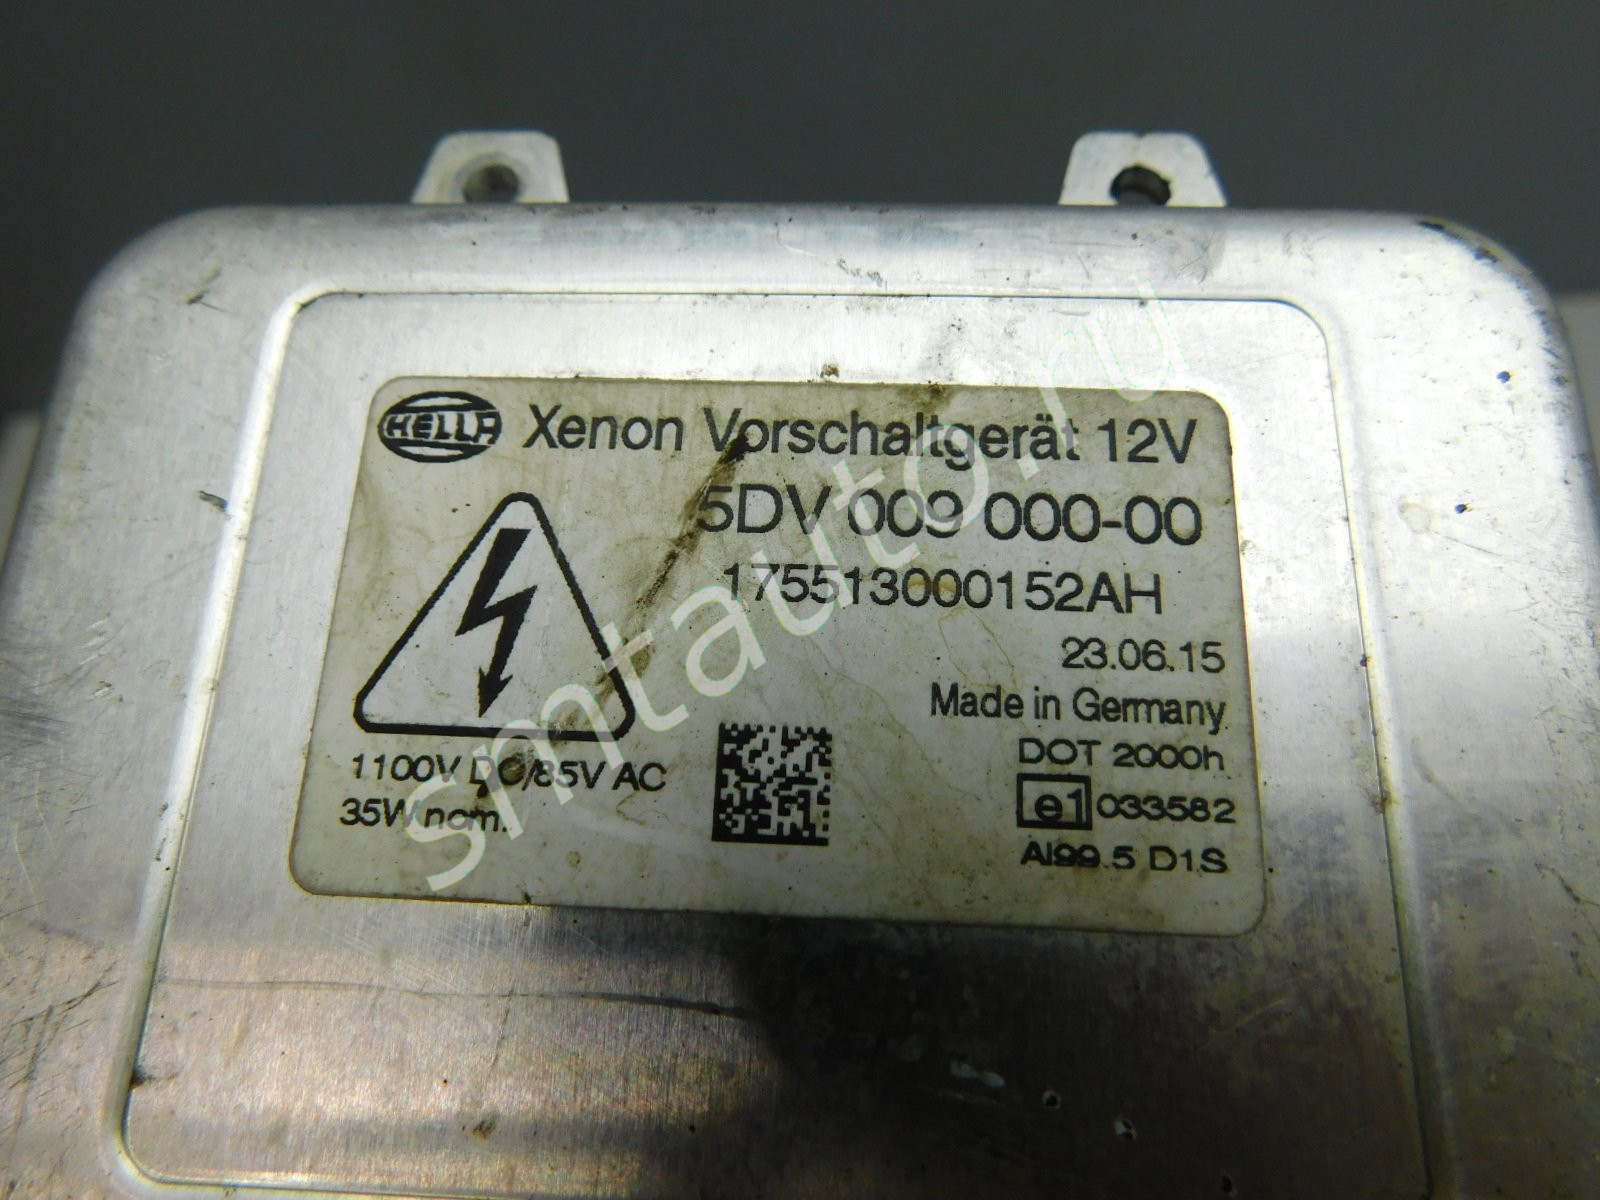 HELLA Xenon Vorschaltgerät 12V
5DV 009 000-00
175513000152AH
23.06.15
Made in Germany
DOT 2000h
1100V DC/85V AC
35W nom.
e1 033582
AI99.5 D1S
smtauto.ru